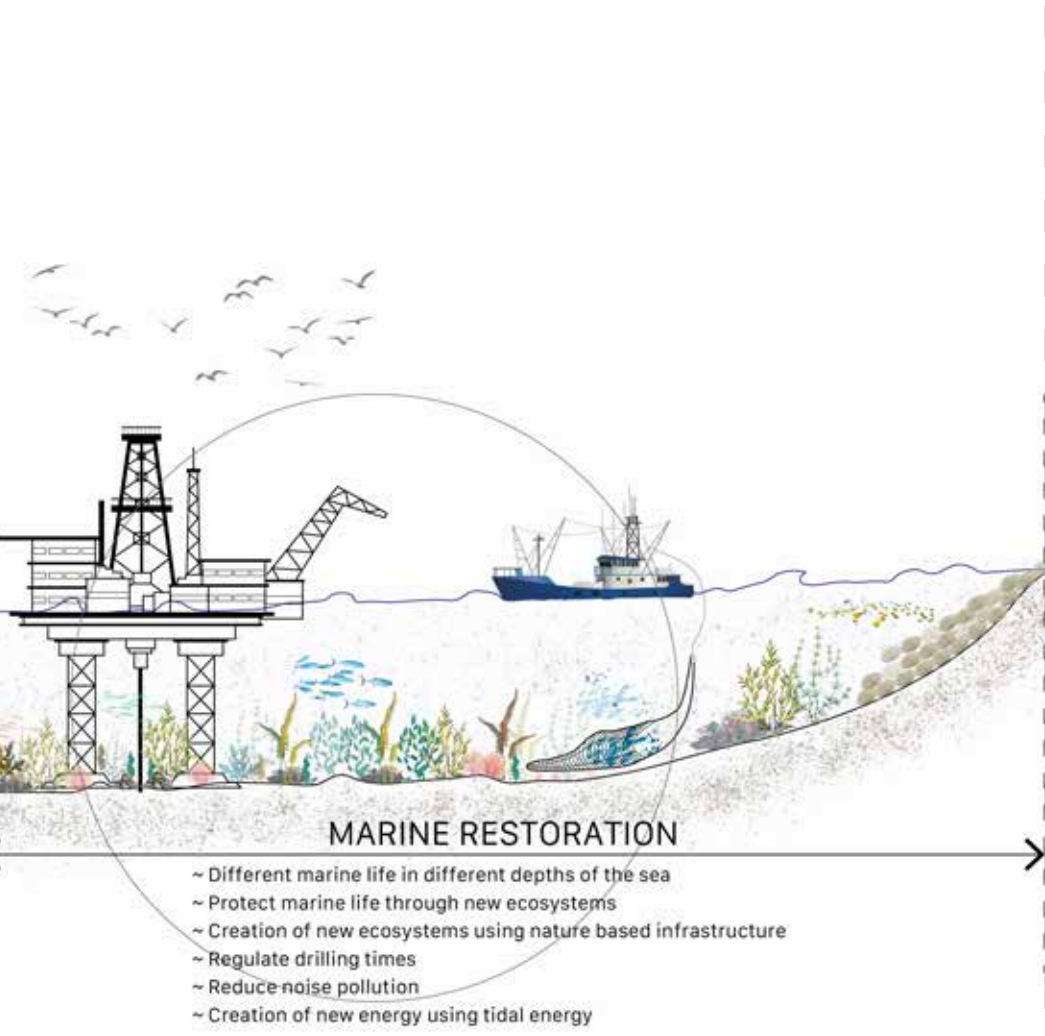 MARINE RESTORATION
~ Different marine life in different depths of the sea
~ Protect marine life through new ecosystems
~ Creation of new ecosystems using nature based infrastructure
~ Regulate drilling times
~ Reduce noise pollution
~ Creation of new energy using tidal energy